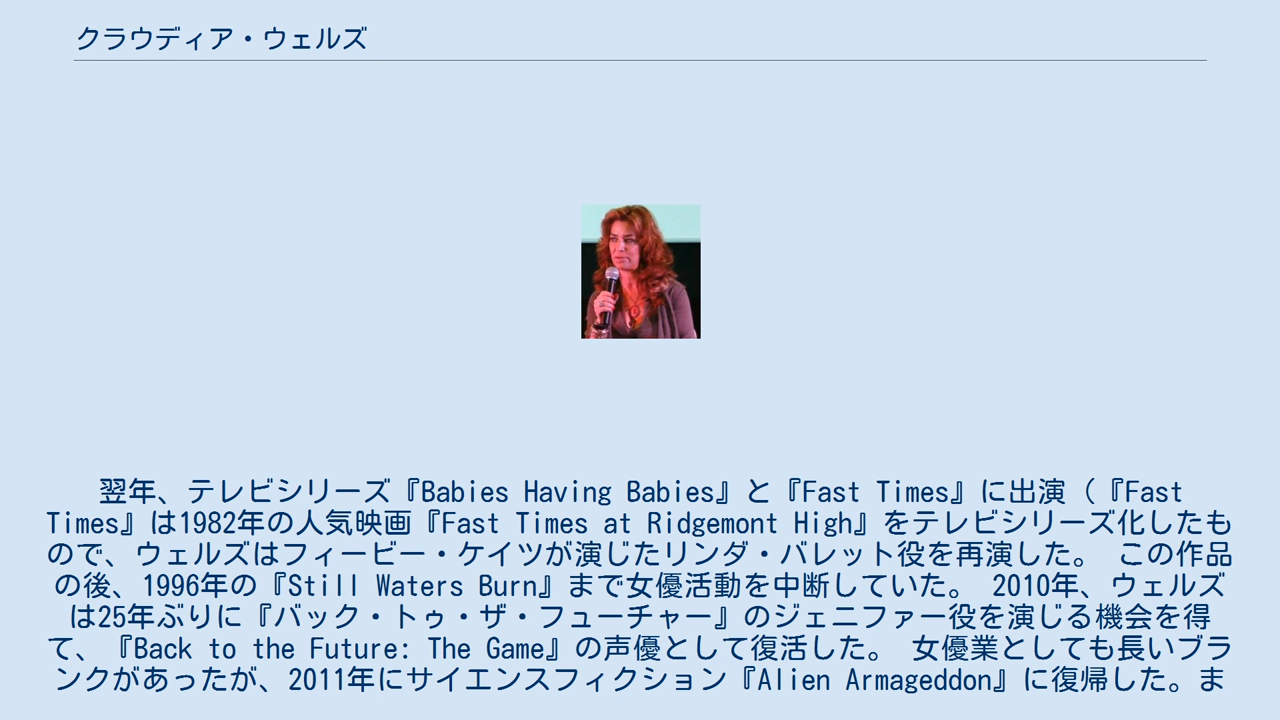 クラウディア・ウェルズ
翌年、テレビシリーズ『Babies Having Babies』と『Fast Times』に出演（『Fast
Times』は1982年の人気映画『Fast Times at Ridgemont High』をテレビシリーズ化したも
ので、ウェルズはフィービー・ケイツが演じたリンダ・バレット役を再演した。 この作品
の後、1996年の『Still Waters Burn』まで女優活動を中断していた。 2010年、ウェルズ
は25年ぶりに『バック・トゥ・ザ・フューチャー』のジェニファー役を演じる機会を得
て、『Back to the Future: The Game』の声優として復活した。 女優業としても長いブラ
ンクがあったが、2011年にサイエンスフィクション『Alien Armageddon』に復帰した。ま